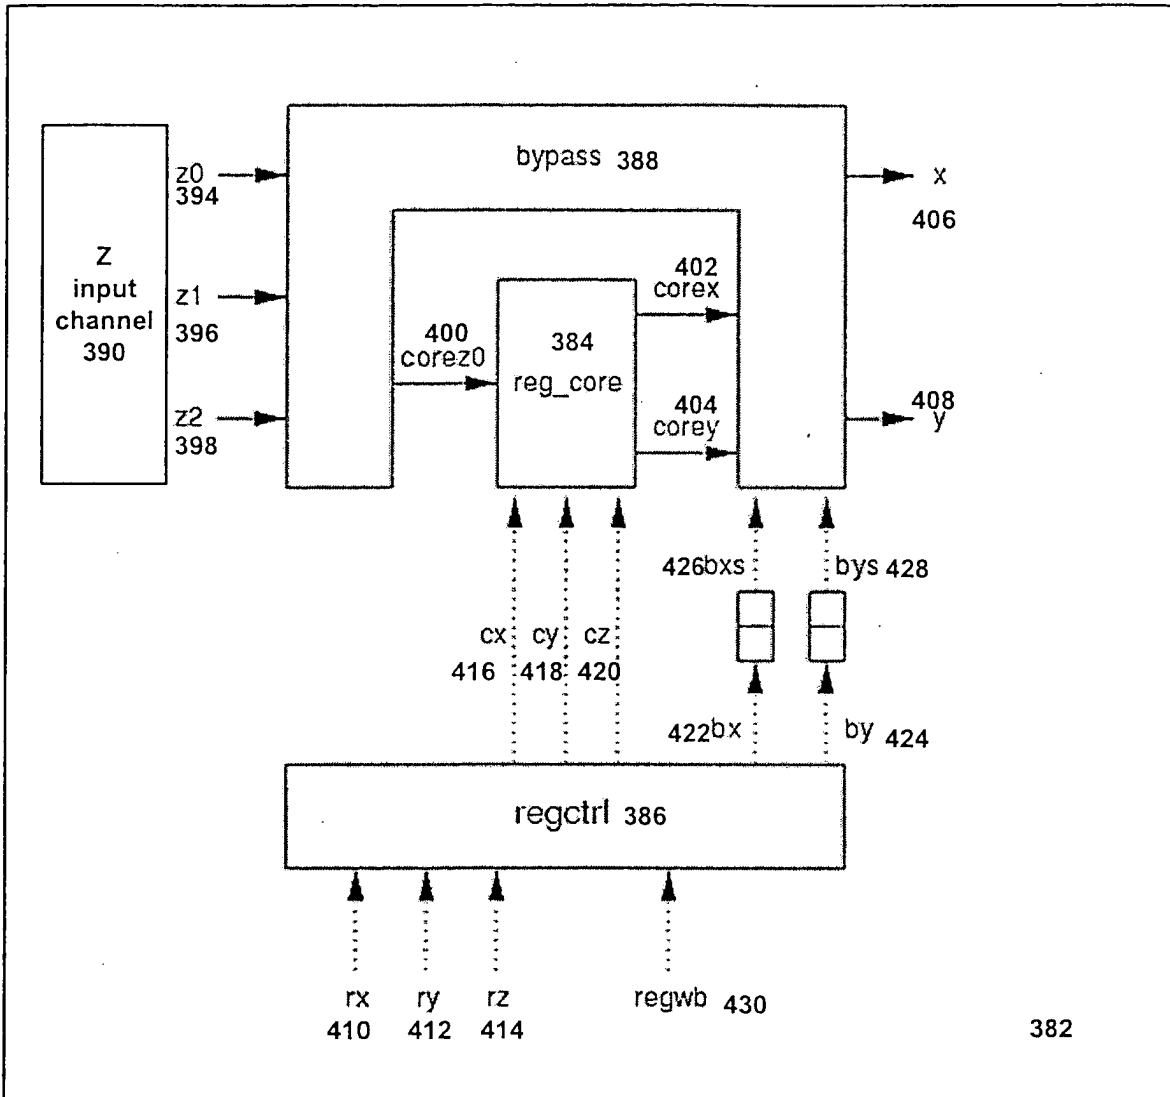 bypass 388
z0
394
x
406
Z
input
channel
390
z1
396
z2
398
400
corez0
384
reg_core
402
corex
404
corey
408
y
426bxs
bys 428
cx
416
cy
418
cz
420
422bx
by 424
regctrl 386
rx
410
ry
412
rz
414
regwb 430
382